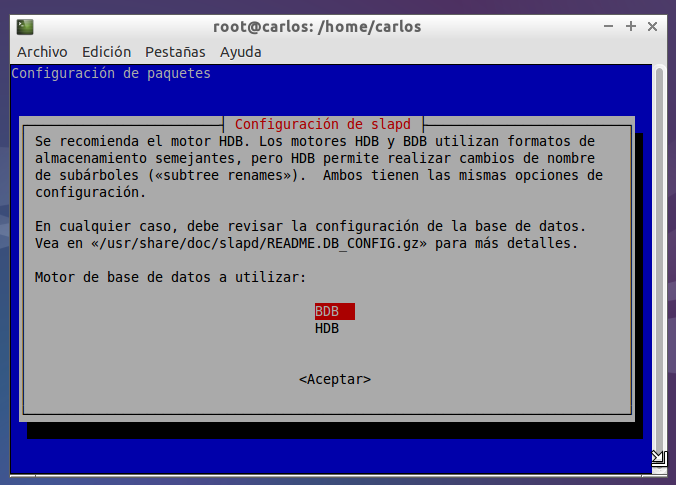 root@carlos: /home/carlos
Archivo Edición Pestañas Ayuda
Configuración de paquetes
Configuración de slapd
Se recomienda el motor HDB. Los motores HDB y BDB utilizan formatos de
almacenamiento semejantes, pero HDB permite realizar cambios de nombre
de subárboles («subtree renames»).  Ambos tienen las mismas opciones de
configuración.
En cualquier caso, debe revisar la configuración de la base de datos.
Vea en «/usr/share/doc/slapd/README.DB_CONFIG.gz» para más detalles.
Motor de base de datos a utilizar:
BDB
HDB
<Aceptar>